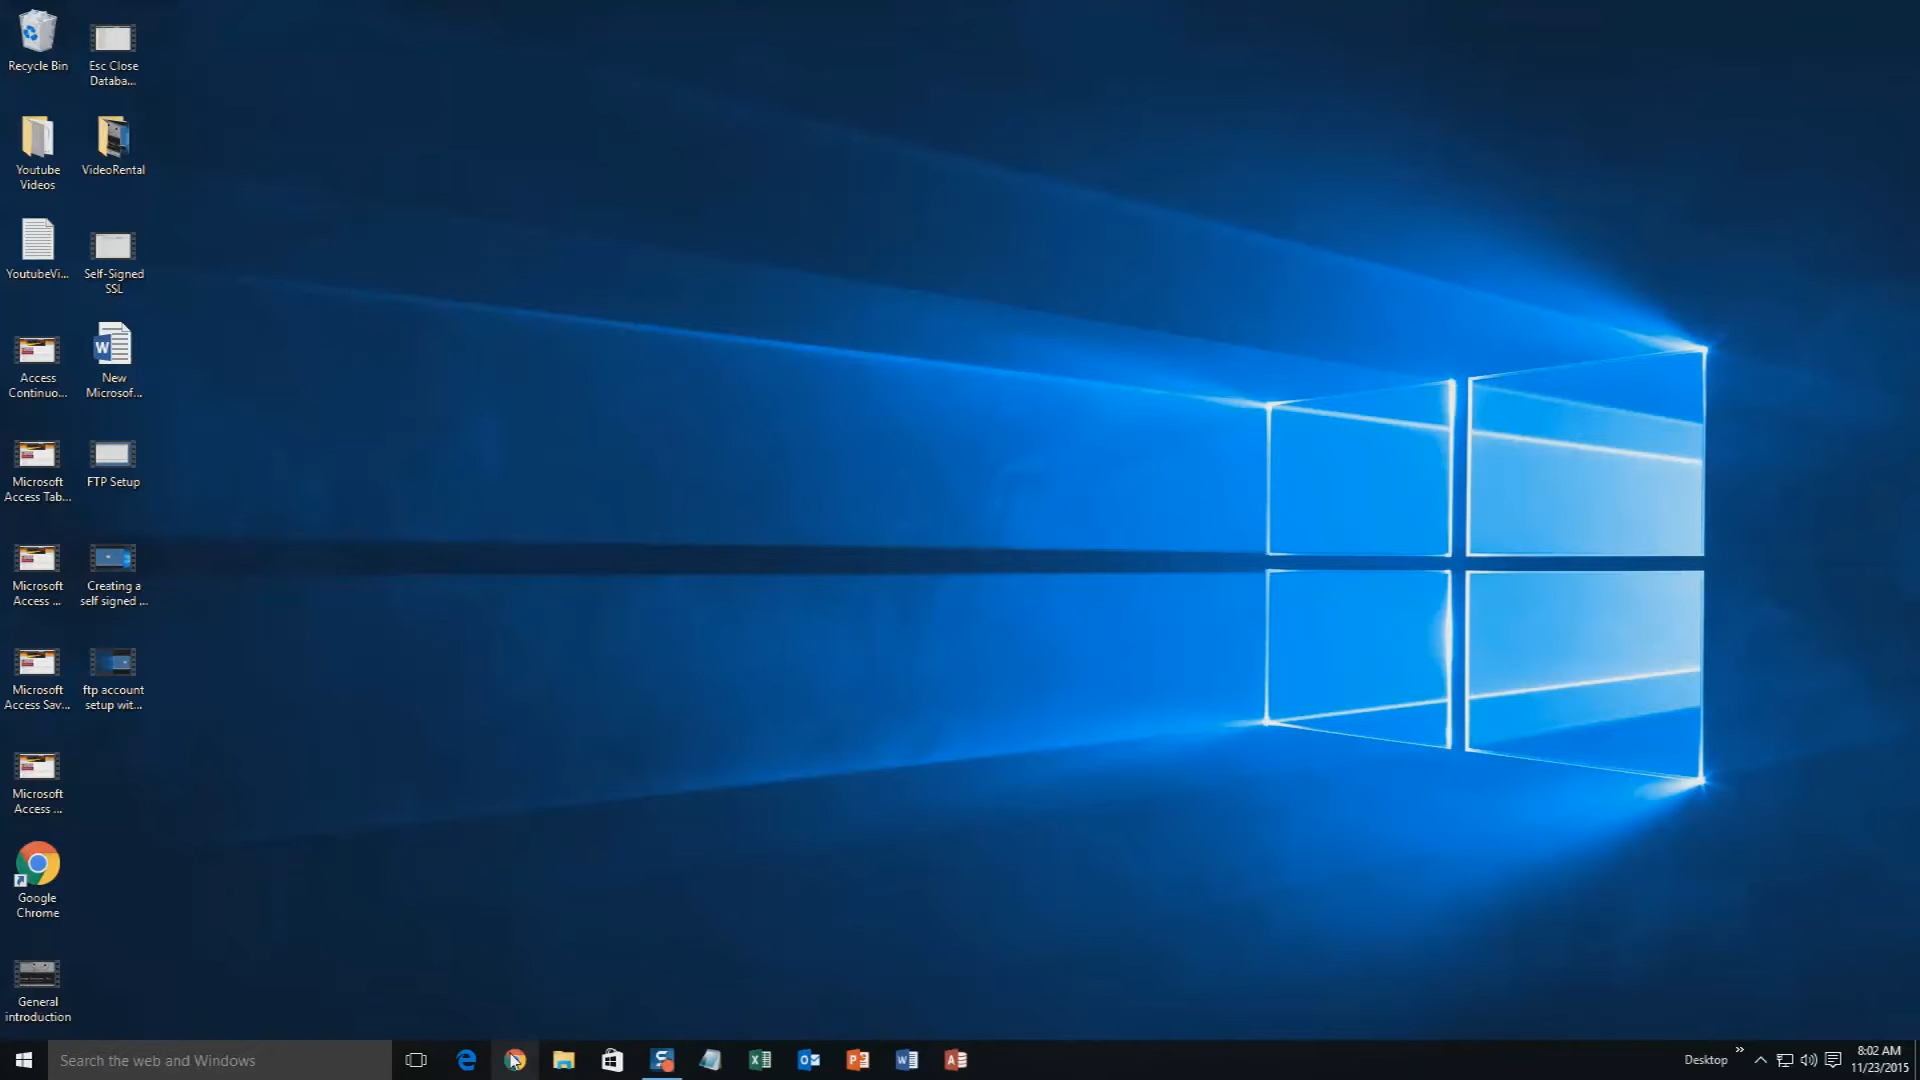 Recycle Bin
Esc Close
Databa...
Youtube
Videos
VideoRental
YoutubeVi...
Self-Signed
SSL
Access
Continuo...
New
Microsof...
Microsoft
Access Tab...
FTP Setup
Microsoft
Access ...
Creating a
self signed ...
Microsoft
Access Sav...
ftp account
setup wit...
Microsoft
Access ...
Google
Chrome
General
introduction
Search the web and Windows
Desktop
8:02 AM
11/23/2015